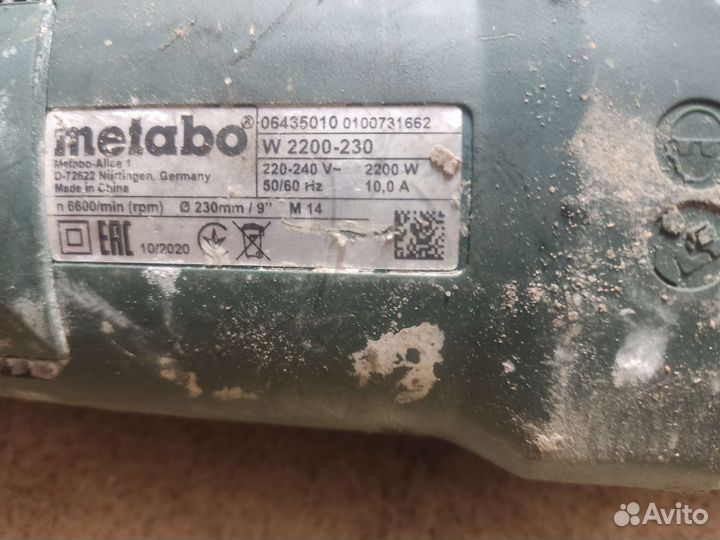 metabo®
Metabo-Allee 1
D-72622 Nürtingen, Germany
Made in China
06435010 0100731662
W 2200-230
220-240 V~ 2200 W
50/60 Hz 10,0 A
n 6600/min (rpm) Ø 230mm / 9" M 14
EAC 10/2020
Avito